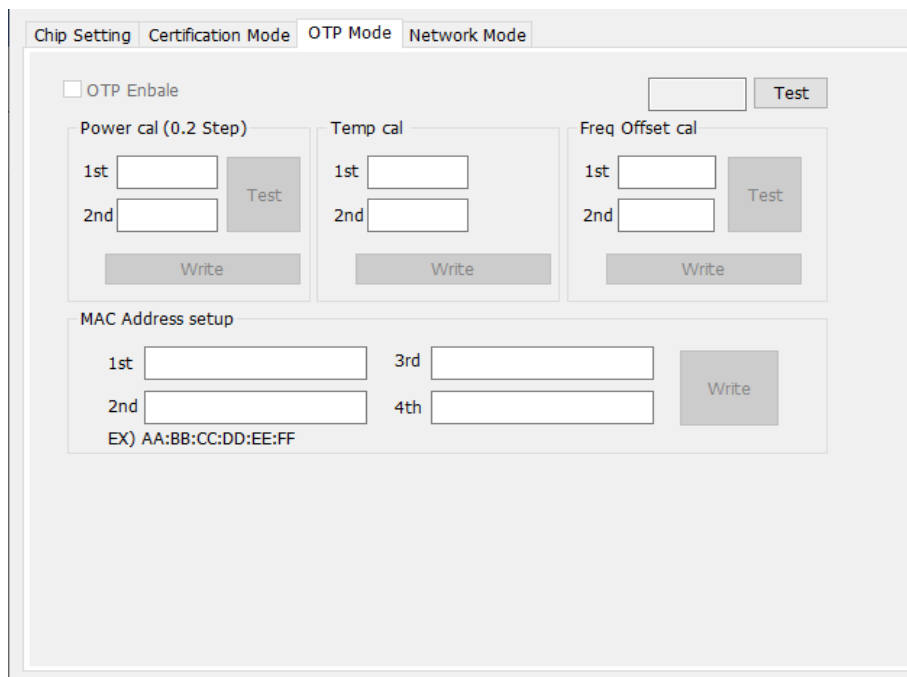 Chip Setting Certification Mode OTP Mode Network Mode
OTP Enbale Test
Power cal (0.2 Step) Temp cal Freq Offset cal
1st Test 1st 1st Test
2nd 2nd 2nd
Write Write Write
MAC Address setup
1st 3rd Write
2nd 4th
EX) AA:BB:CC:DD:EE:FF